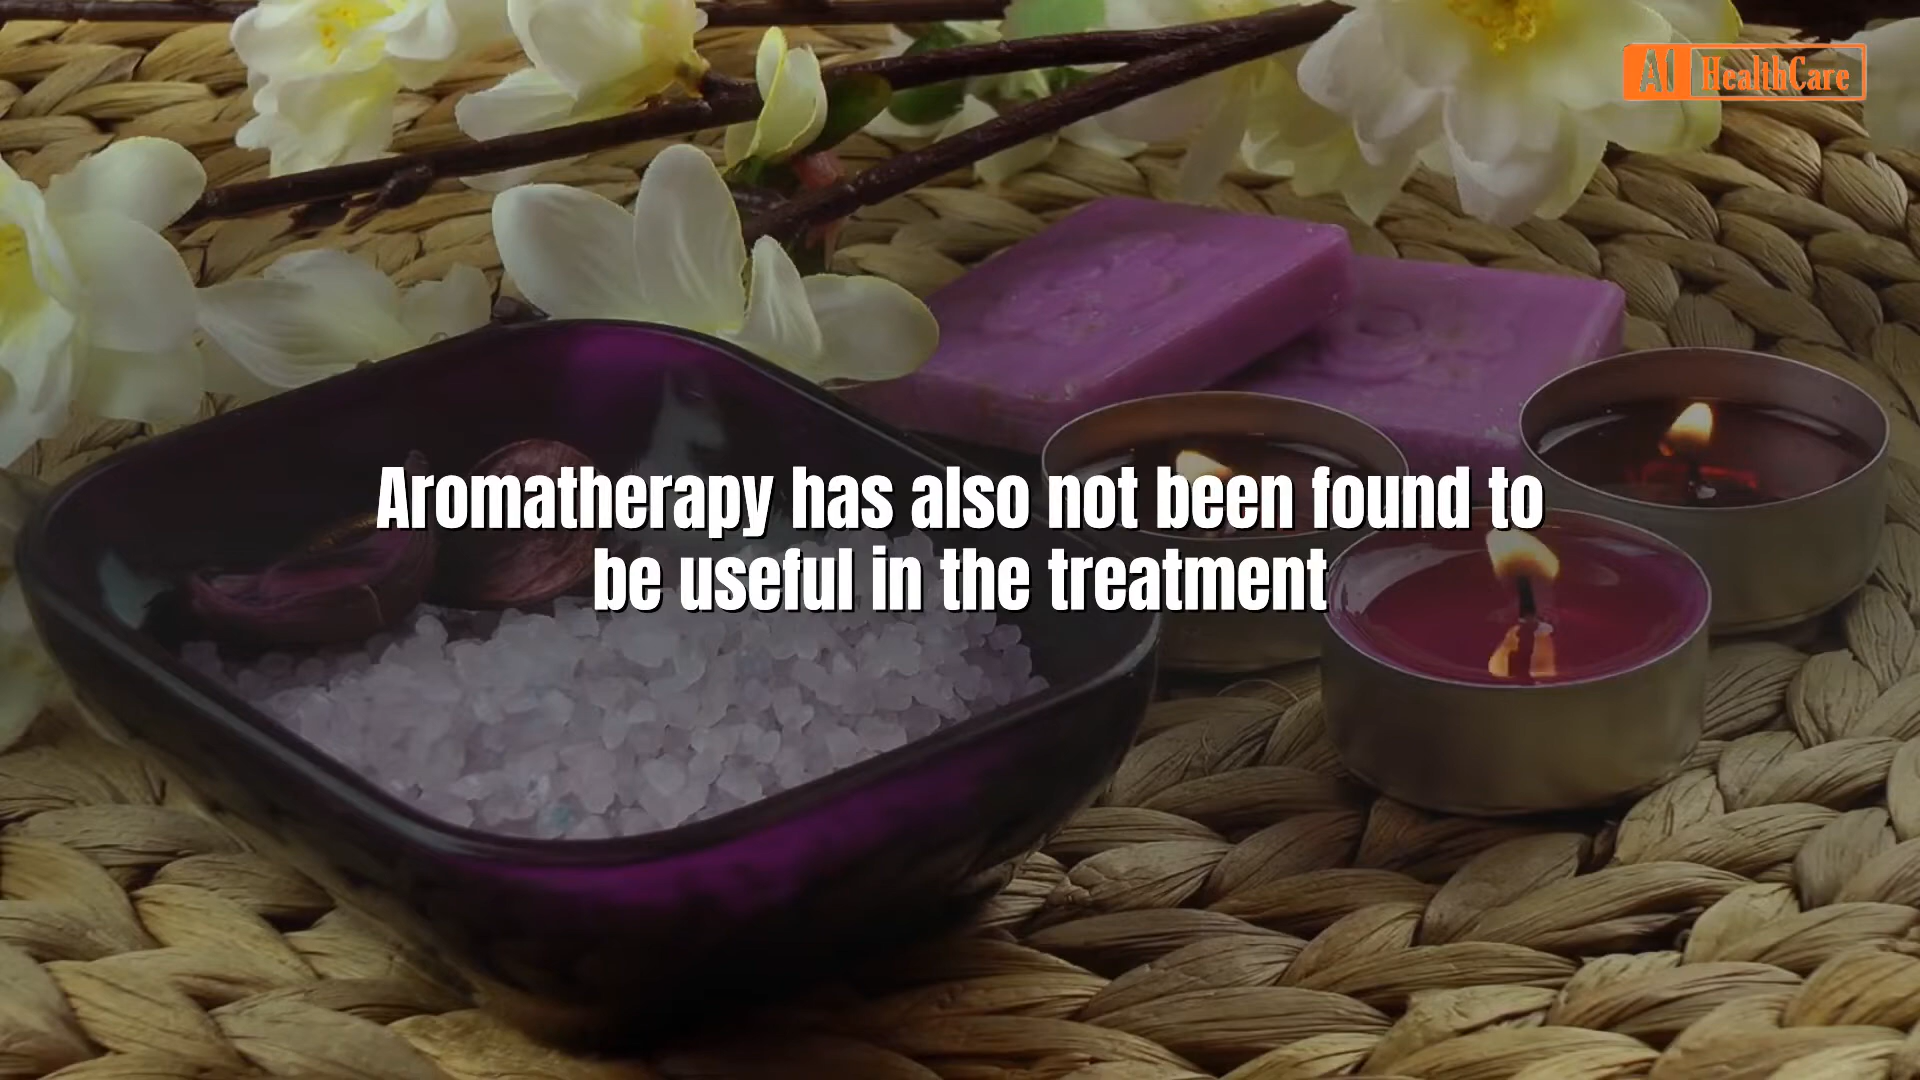 AI HealthCare
Aromatherapy has also not been found to
be useful in the treatment